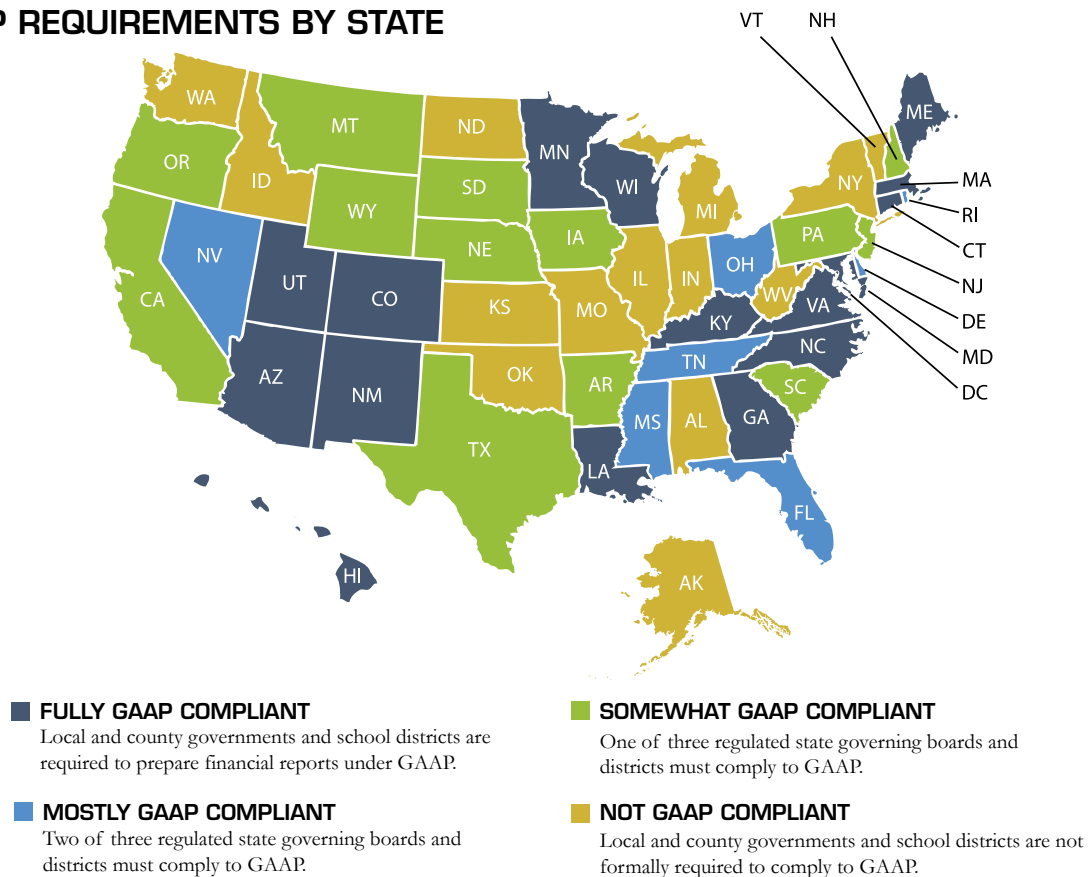 P REQUIREMENTS BY STATE
VT NH
WA
MT
ND
MN
ME
OR
ID
SD
WI
NY
MA
WY
MI
RI
IA
PA
CT
NE
NV
OH
NJ
UT
CO
IL
IN
WV
CA
KS
MO
VA
DE
KY
NC
MD
AZ
NM
OK
AR
TN
SC
DC
MS
AL
GA
TX
LA
FL
HI
AK
FULLY GAAP COMPLIANT
Local and county governments and school districts are
required to prepare financial reports under GAAP.
MOSTLY GAAP COMPLIANT
Two of three regulated state governing boards and
districts must comply to GAAP.
SOMEWHAT GAAP COMPLIANT
One of three regulated state governing boards and
districts must comply to GAAP.
NOT GAAP COMPLIANT
Local and county governments and school districts are not
formally required to comply to GAAP.